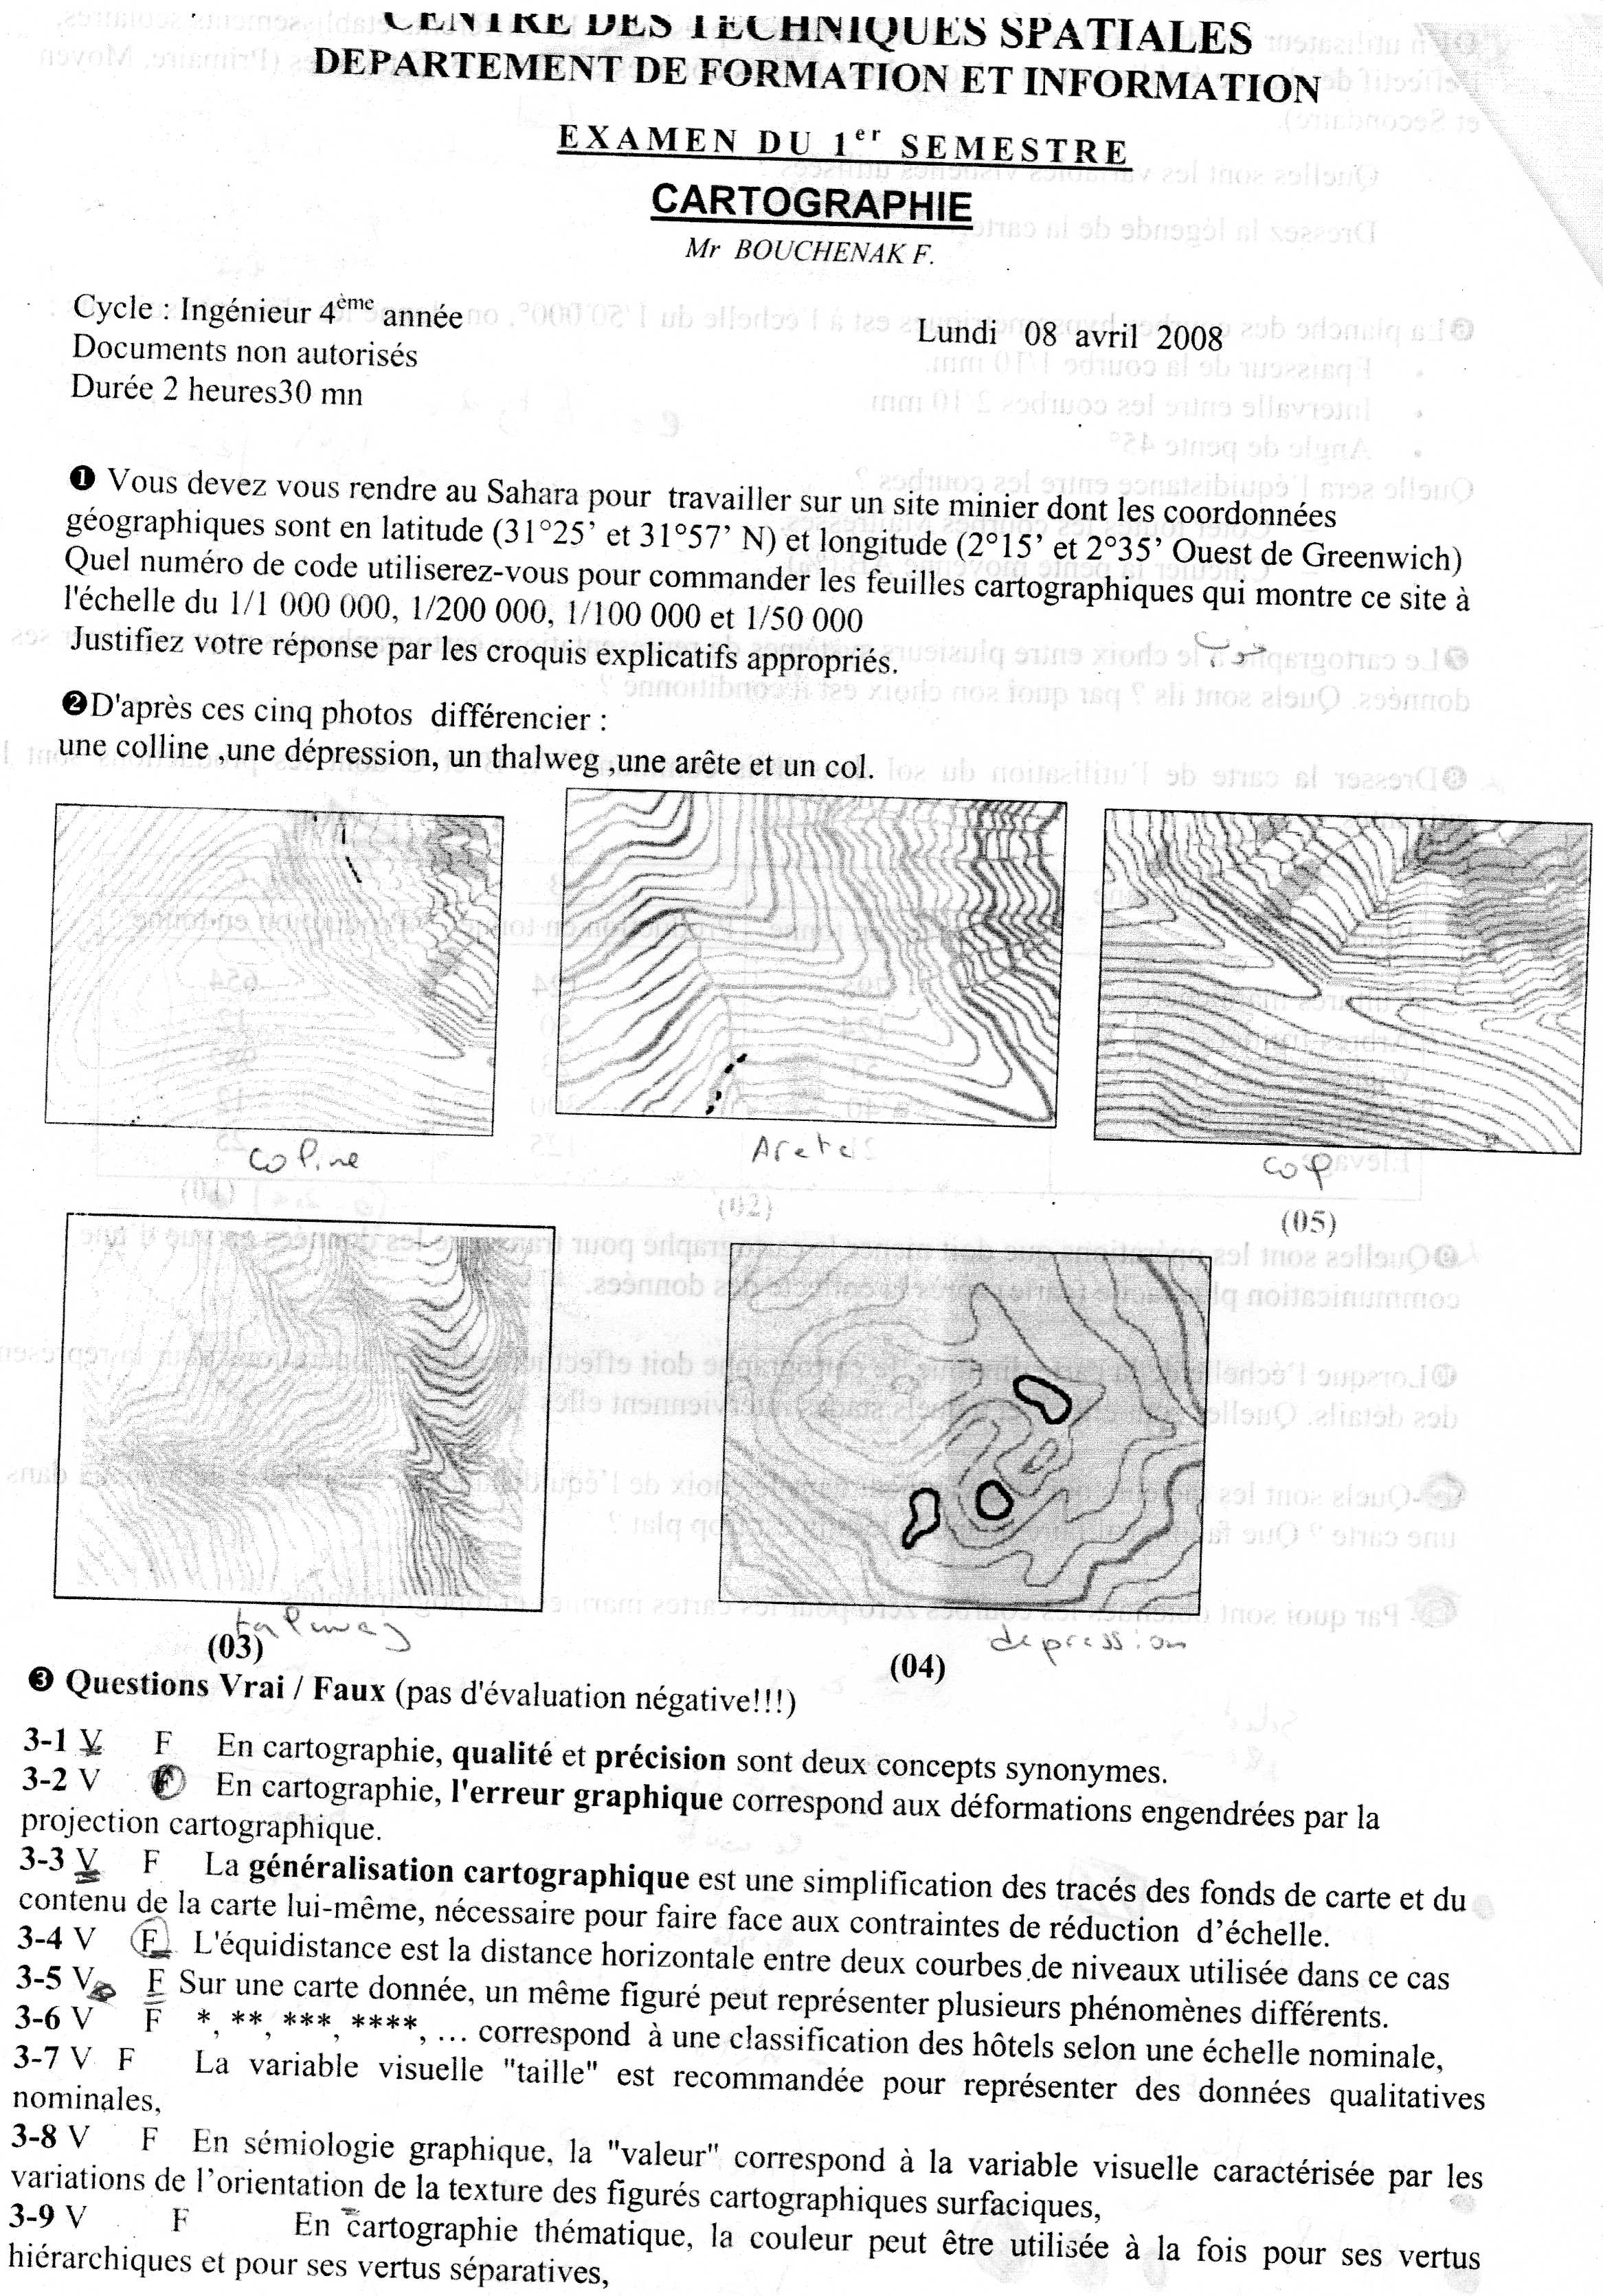 CENTRE DES TECHNIQUES SPATIALES
DEPARTEMENT DE FORMATION ET INFORMATION
EXAMEN DU 1er SEMESTRE
CARTOGRAPHIE
Mr BOUCHENAK F.
Cycle : Ingénieur 4ème année
Lundi 08 avril 2008
Documents non autorisés
Durée 2 heures30 mn
❶ Vous devez vous rendre au Sahara pour travailler sur un site minier dont les coordonnées
géographiques sont en latitude (31°25’ et 31°57’ N) et longitude (2°15’ et 2°35’ Ouest de Greenwich)
Quel numéro de code utiliserez-vous pour commander les feuilles cartographiques qui montre ce site à
l'échelle du 1/1 000 000, 1/200 000, 1/100 000 et 1/50 000
Justifiez votre réponse par les croquis explicatifs appropriés.
❷D'après ces cinq photos différencier :
une colline ,une dépression, un thalweg ,une arête et un col.
coline
Arete
col
(05)
talweg
(03)
depression
(04)
❸ Questions Vrai / Faux (pas d'évaluation négative!!!)
3-1 V F En cartographie, qualité et précision sont deux concepts synonymes.
3-2 V F En cartographie, l'erreur graphique correspond aux déformations engendrées par la
projection cartographique.
3-3 V F La généralisation cartographique est une simplification des tracés des fonds de carte et du
contenu de la carte lui-même, nécessaire pour faire face aux contraintes de réduction d’échelle.
3-4 V F L'équidistance est la distance horizontale entre deux courbes de niveaux utilisée dans ce cas
3-5 V F Sur une carte donnée, un même figuré peut représenter plusieurs phénomènes différents.
3-6 V F *, **, ***, ****, … correspond à une classification des hôtels selon une échelle nominale,
3-7 V F La variable visuelle "taille" est recommandée pour représenter des données qualitatives
nominales,
3-8 V F En sémiologie graphique, la "valeur" correspond à la variable visuelle caractérisée par les
variations de l’orientation de la texture des figurés cartographiques surfaciques,
3-9 V F En cartographie thématique, la couleur peut être utilisée à la fois pour ses vertus
hiérarchiques et pour ses vertus séparatives,